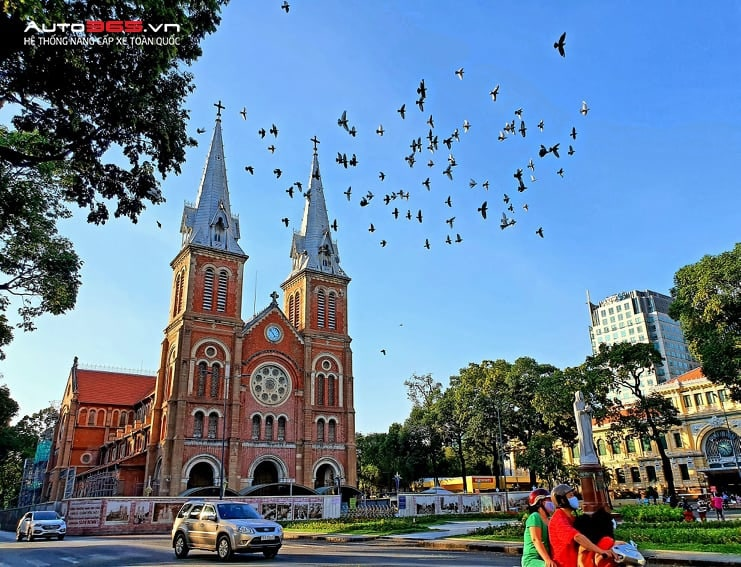 Auto365.vn
HỆ THỐNG NÂNG CẤP XE TOÀN QUỐC